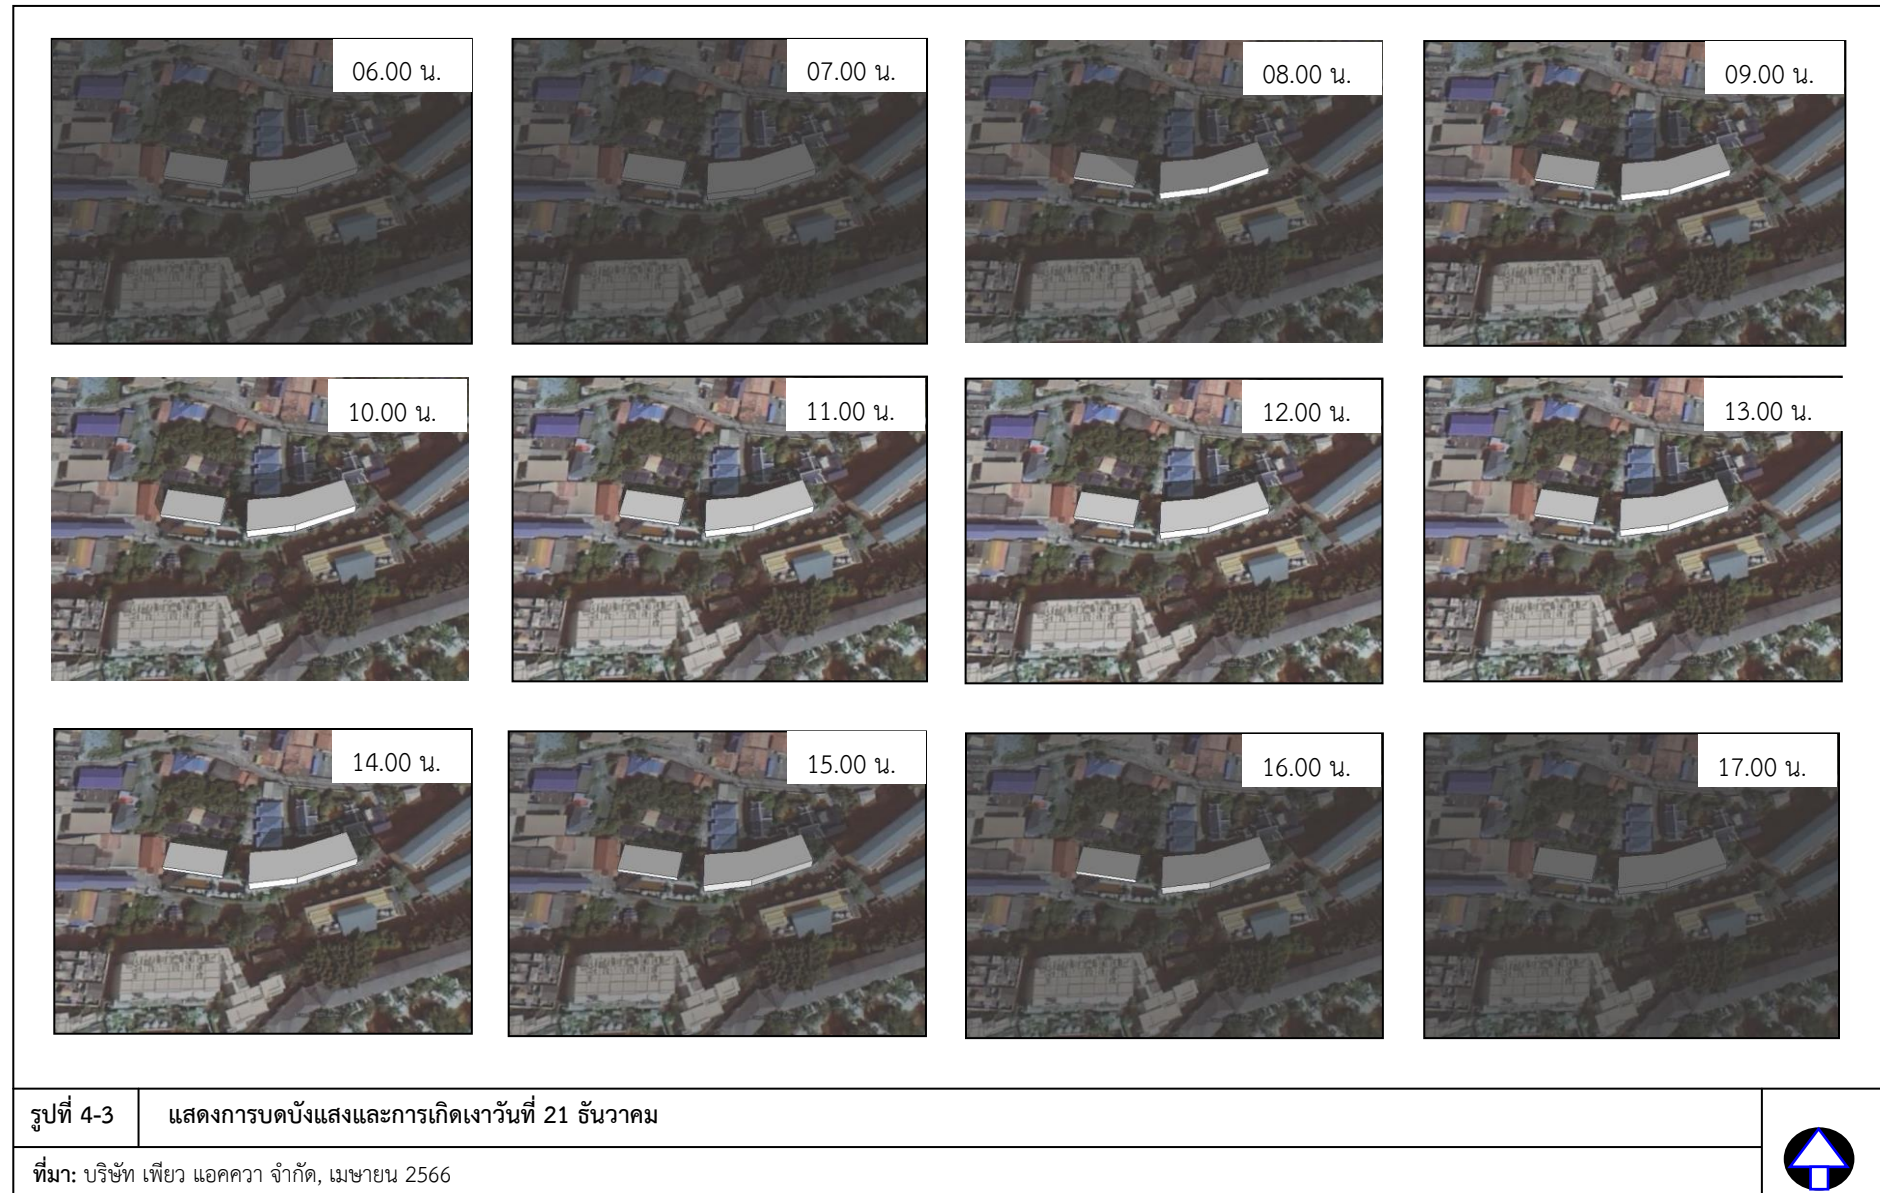 06.00 น.
07.00 น.
08.00 น.
09.00 น.
10.00 น.
11.00 น.
12.00 น.
13.00 น.
14.00 น.
15.00 น.
16.00 น.
17.00 น.
รูปที่ 4-3 แสดงการบดบังแสงและการเกิดเงาวันที่ 21 ธันวาคม
ที่มา: บริษัท เพียว แอคควา จำกัด, เมษายน 2566